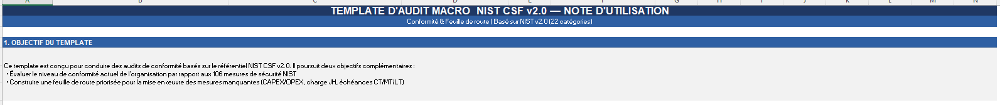 A B C D E F G H I J K L M N
TEMPLATE D'AUDIT MACRO NIST CSF v2.0 — NOTE D'UTILISATION
Conformité & Feuille de route | Basé sur NIST v2.0 (22 catégories)
1. OBJECTIF DU TEMPLATE
Ce template est conçu pour conduire des audits de conformité basés sur le référentiel NIST CSF v2.0. Il poursuit deux objectifs complémentaires :
• Évaluer le niveau de conformité actuel de l'organisation par rapport aux 106 mesures de sécurité NIST
• Construire une feuille de route priorisée pour la mise en œuvre des mesures manquantes (CAPEX/OPEX, charge JH, échéances CT/MT/LT)